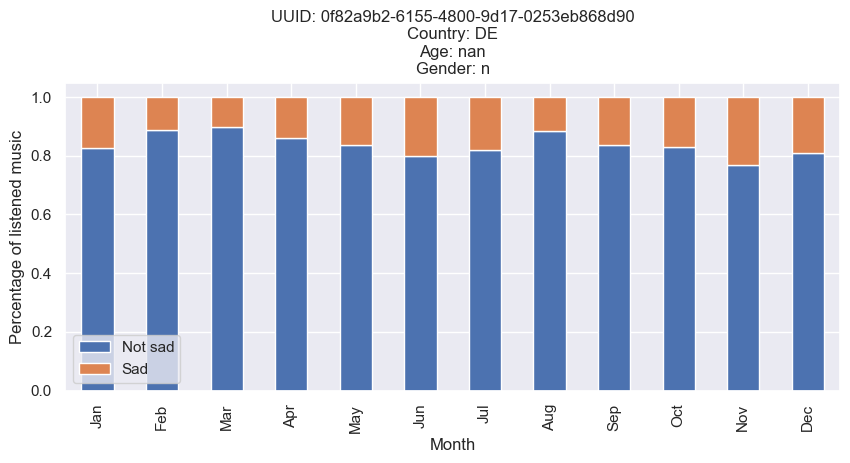 UUID: 0f82a9b2-6155-4800-9d17-0253eb868d90
Country: DE
Age: nan
Gender: n
Percentage of listened music
1.0
0.8
0.6
0.4
0.2
0.0
Not sad
Sad
Jan
Feb
Mar
Apr
May
Jun
Jul
Aug
Sep
Oct
Nov
Dec
Month